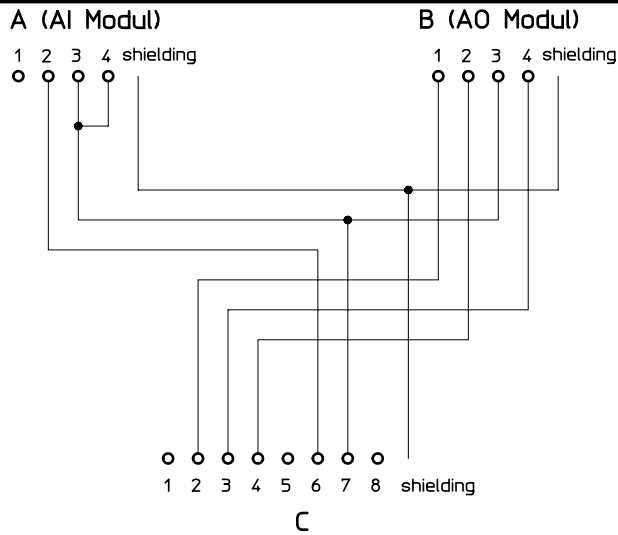 A (AI Modul) B (AO Modul)
1 2 3 4 shielding 1 2 3 4 shielding
1 2 3 4 5 6 7 8 shielding
C